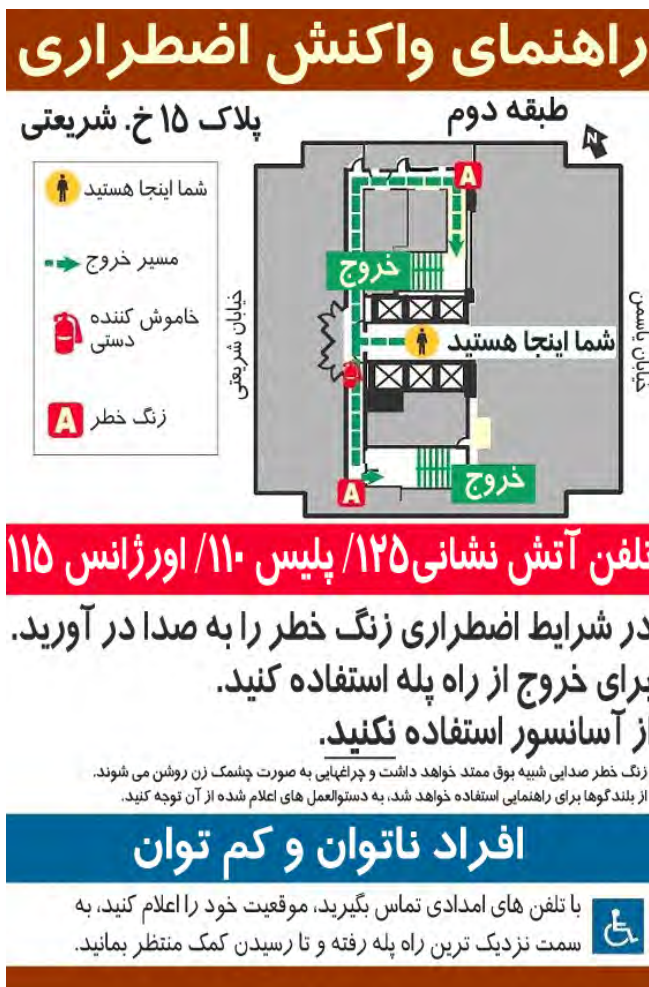 راهنمای واکنش اضطراری
طبقه دوم
پلاک ۱۵ خ. شریعتی
N
شما اینجا هستید
مسیر خروج
خاموش کننده
دستی
زنگ خطر
A
خیابان شریعتی
A
خروج
شما اینجا هستید
خروج
A
خیابان یاسمن
تلفن آتش نشانی۱۲۵/ پلیس ۱۱۰/ اورژانس ۱۱۵
در شرایط اضطراری زنگ خطر را به صدا در آورید.
برای خروج از راه پله استفاده کنید.
از آسانسور استفاده نکنید.
زنگ خطر صدایی شبیه بوق ممتد خواهد داشت و چراغهایی به صورت چشمک زن روشن می شوند.
از بلندگوها برای راهنمایی استفاده خواهد شد، به دستوالعمل های اعلام شده از آن توجه کنید.
افراد ناتوان و کم توان
با تلفن های امدادی تماس بگیرید، موقعیت خود را اعلام کنید، به
سمت نزدیک ترین راه پله رفته و تا رسیدن کمک منتظر بمانید.